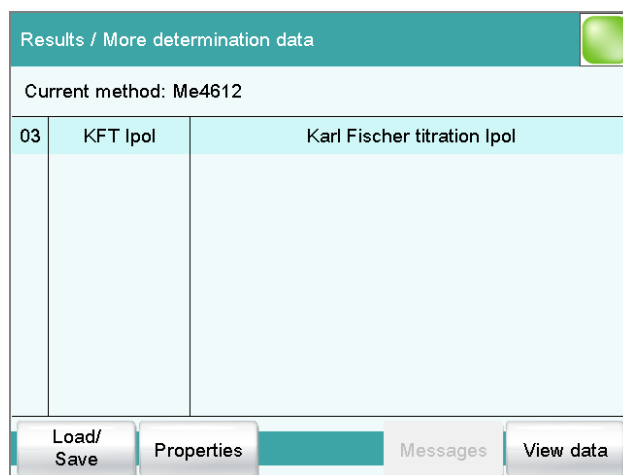 Results / More determination data
Current method: Me4612
03 KFT Ipol Karl Fischer titration Ipol
Load/
Save
Properties
Messages
View data